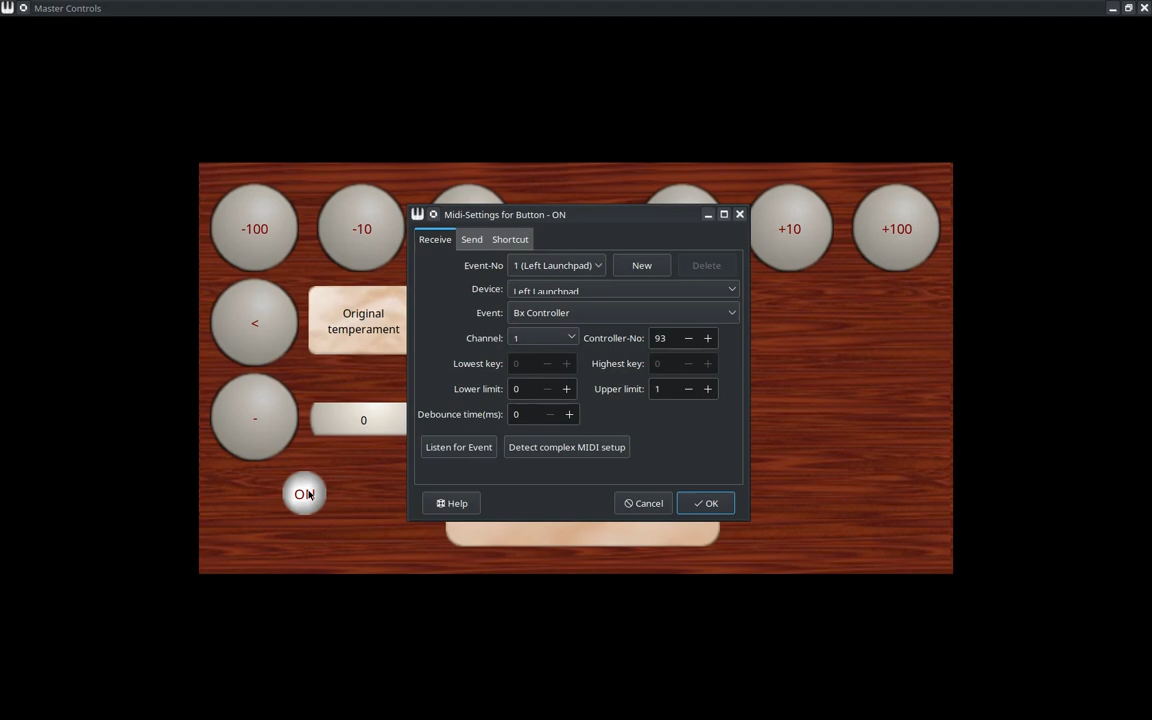 Master Controls
-100
-10
+10
+100
<
Original
temperament
-
0
ON
Midi-Settings for Button - ON
Receive Send Shortcut
Event-No 1 (Left Launchpad) New Delete
Device: Left Launchpad
Event: Bx Controller
Channel: 1 Controller-No: 93
Lowest key: 0 Highest key: 0
Lower limit: 0 Upper limit: 1
Debounce time(ms): 0
Listen for Event Detect complex MIDI setup
Help Cancel OK